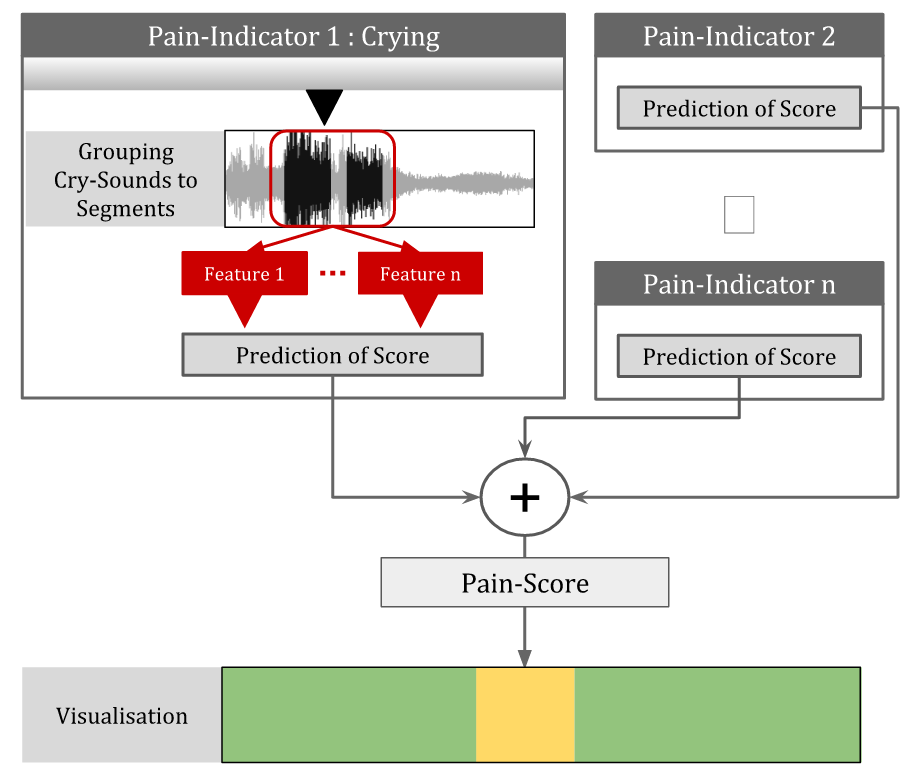 Pain-Indicator 1 : Crying
Grouping
Cry-Sounds to
Segments
Feature 1
...
Feature n
Prediction of Score
Pain-Indicator 2
Prediction of Score
Pain-Indicator n
Prediction of Score
+
Pain-Score
Visualisation